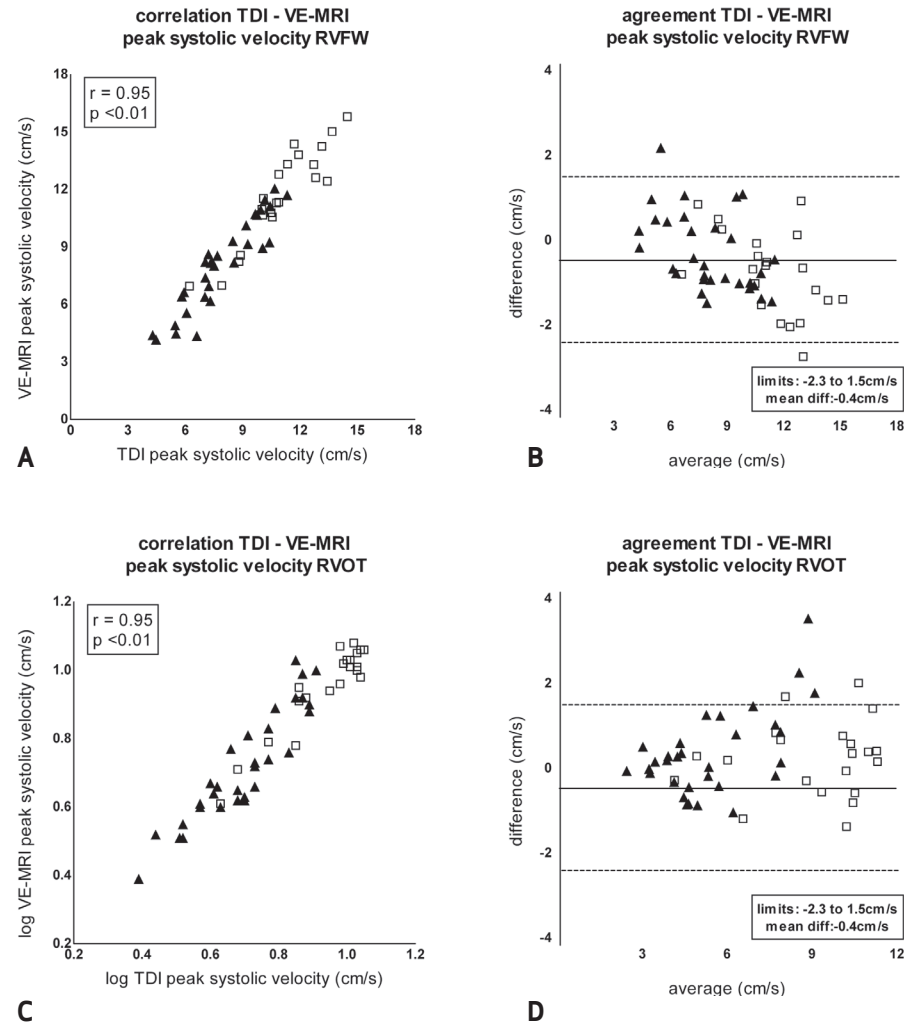 correlation TDI - VE-MRI
peak systolic velocity RVFW
r = 0.95
p <0.01
VE-MRI peak systolic velocity (cm/s)
18
15
12
9
6
3
0
0 3 6 9 12 15 18
TDI peak systolic velocity (cm/s)
A
agreement TDI - VE-MRI
peak systolic velocity RVFW
difference (cm/s)
4
2
0
-2
-4
limits: -2.3 to 1.5cm/s
mean diff:-0.4cm/s
3 6 9 12 15 18
average (cm/s)
B
correlation TDI - VE-MRI
peak systolic velocity RVOT
r = 0.95
p <0.01
log VE-MRI peak systolic velocity (cm/s)
1.2
1.0
0.8
0.6
0.4
0.2
0.2 0.4 0.6 0.8 1.0 1.2
log TDI peak systolic velocity (cm/s)
C
agreement TDI - VE-MRI
peak systolic velocity RVOT
difference (cm/s)
4
2
0
-2
-4
limits: -2.3 to 1.5cm/s
mean diff:-0.4cm/s
3 6 9 12
average (cm/s)
D